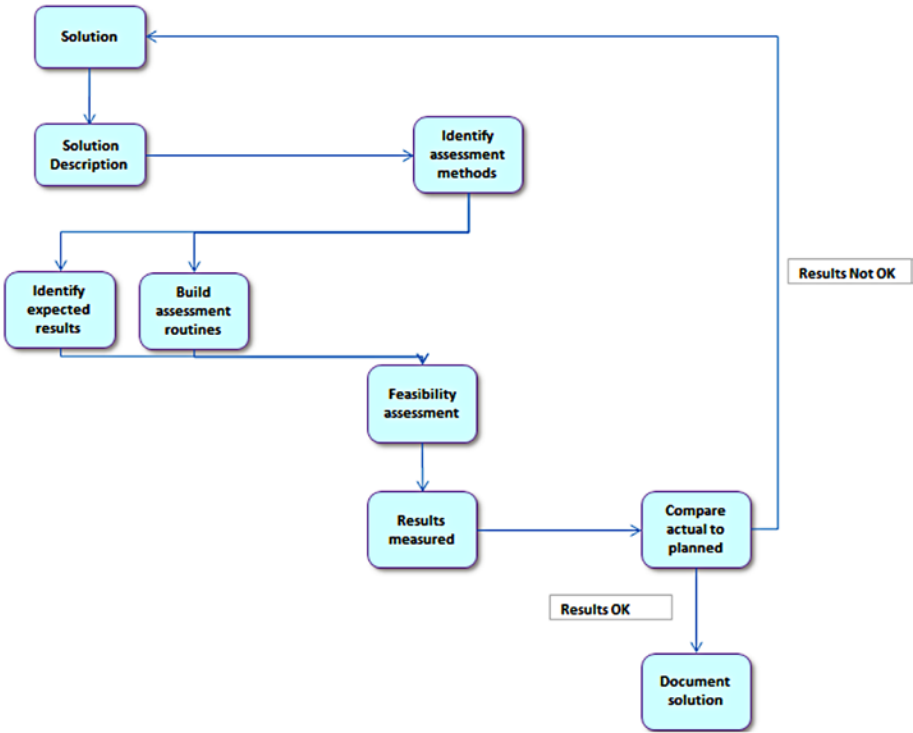 Solution
Solution
Description
Identify
assessment
methods
Results Not OK
Identify
expected
results
Build
assessment
routines
Feasibility
assessment
Results
measured
Compare
actual to
planned
Results OK
Document
solution